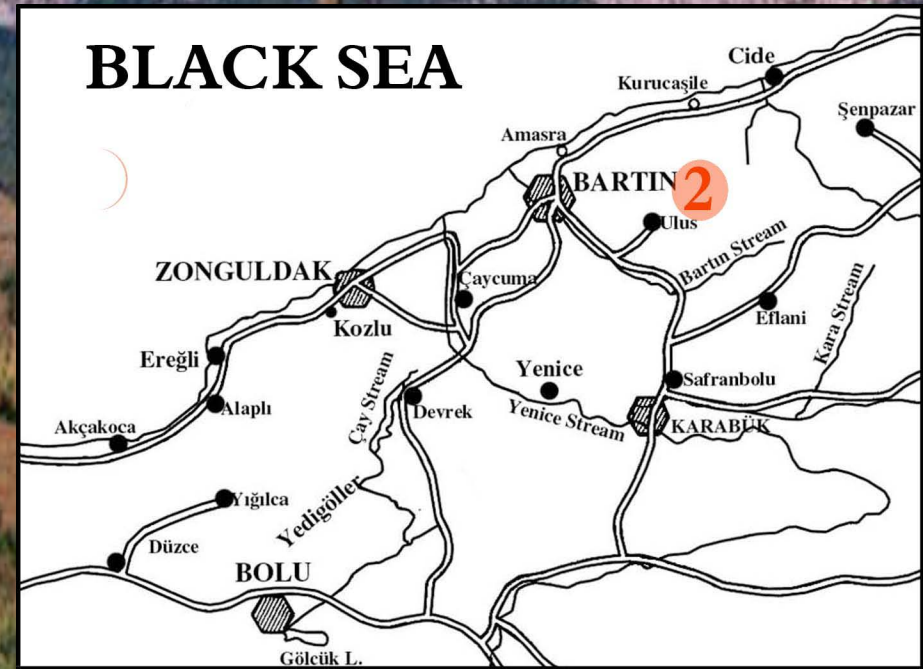 BLACK SEA
Cide
Kurucaşile
Şenpazar
Amasra
BARTIN 2
Ulus
Bartın Stream
ZONGULDAK
Çaycuma
Eflani
Kara Stream
Kozlu
Ereğli
Yenice
Safranbolu
Çay Stream
Alaplı
Devrek
Yenice Stream
Akçakoca
KARABÜK
Yığılca
Yedigöller
Düzce
BOLU
Gölcük L.